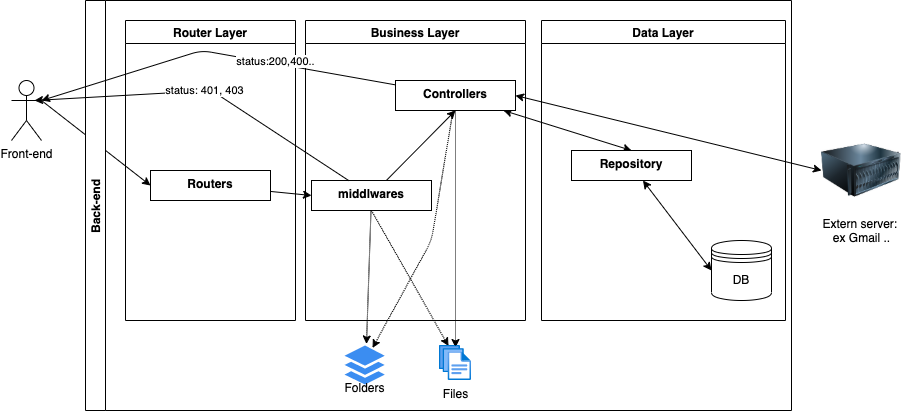 Router Layer
Business Layer
Data Layer
status:200,400..
status: 401, 403
Controllers
Front-end
Repository
Routers
middlwares
Back-end
Extern server:
ex Gmail ..
DB
Folders
Files